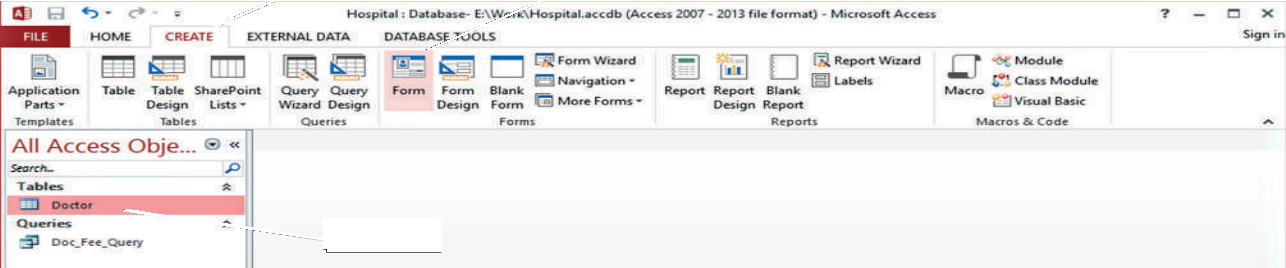 Hospital : Database- E:\Work\Hospital.accdb (Access 2007 - 2013 file format) - Microsoft Access
FILE HOME CREATE EXTERNAL DATA DATABASE TOOLS Sign in
Application Parts Table Table Design SharePoint Lists Query Wizard Query Design Form Form Design Blank Form Form Wizard Navigation More Forms Report Report Design Blank Report Report Wizard Labels Macro Module Class Module Visual Basic
Templates Tables Queries Forms Reports Macros & Code
All Access Obje...
Search...
Tables
Doctor
Queries
Doc_Fee_Query